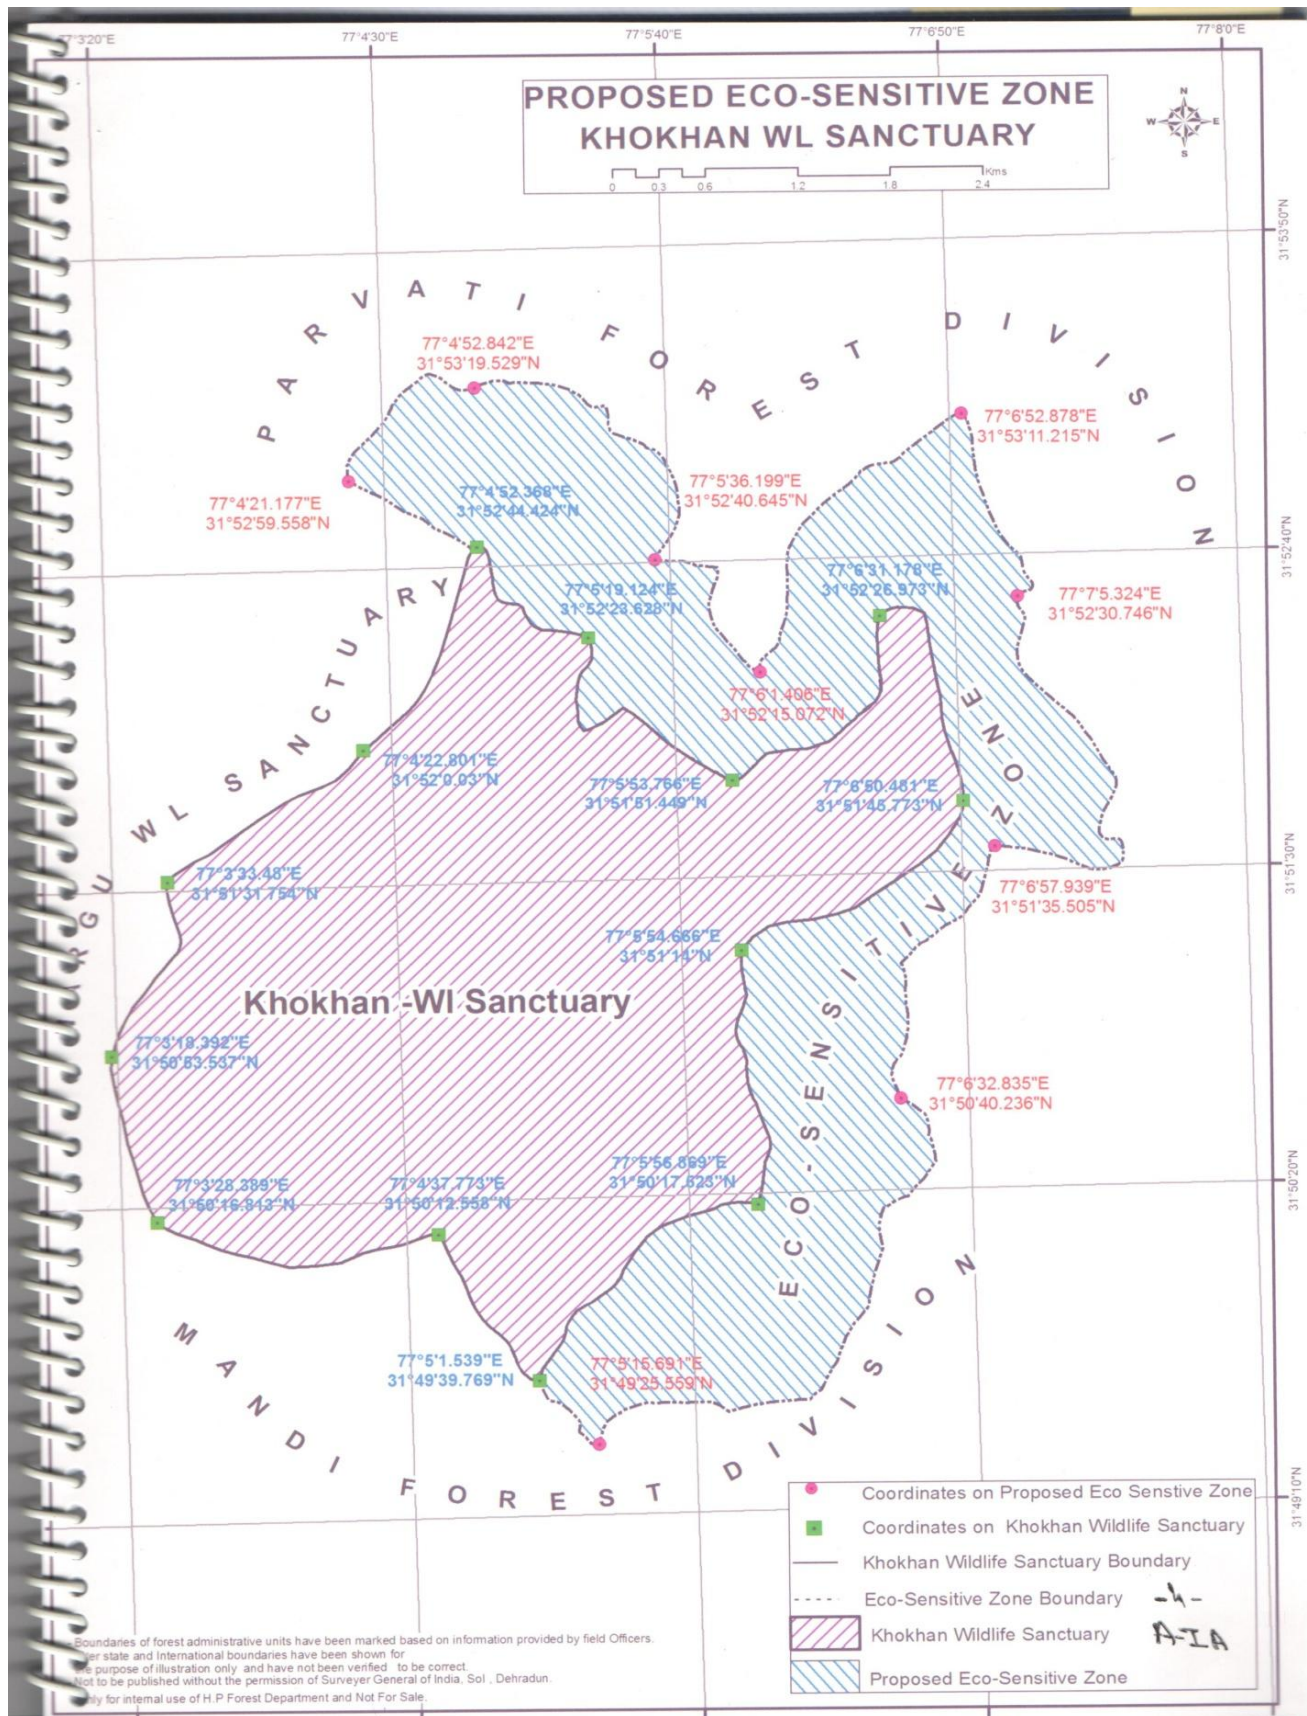 77°3'20"E
77°4'30"E
77°5'40"E
77°6'50"E
77°8'0"E
PROPOSED ECO-SENSITIVE ZONE
KHOKHAN WL SANCTUARY
0 0.3 0.6 1.2 1.8 2.4 Kms
N
W E
S
31°53'50"N
31°52'40"N
31°51'30"N
31°50'20"N
31°49'10"N
PARVATI FOREST DIVISION
77°4'52.842"E
31°53'19.529"N
77°6'52.878"E
31°53'11.215"N
77°4'21.177"E
31°52'59.558"N
77°4'52.368"E
31°52'44.424"N
77°5'36.199"E
31°52'40.645"N
77°5'19.124"E
31°52'23.628"N
77°6'31.178"E
31°52'26.973"N
77°7'5.324"E
31°52'30.746"N
77°6'1.406"E
31°52'15.072"N
WL SANCTUARY
77°4'22.801"E
31°52'0.03"N
77°5'53.766"E
31°51'51.449"N
77°6'50.481"E
31°51'45.773"N
77°3'33.48"E
31°51'31.754"N
77°6'57.939"E
31°51'35.505"N
77°5'54.666"E
31°51'14"N
ECO-SENSITIVE ZONE
Khokhan -Wl Sanctuary
77°3'18.392"E
31°50'53.537"N
77°6'32.835"E
31°50'40.236"N
77°3'28.389"E
31°50'16.813"N
77°4'37.773"E
31°50'12.558"N
77°5'56.869"E
31°50'17.623"N
77°5'1.539"E
31°49'39.769"N
77°5'15.691"E
31°49'25.559"N
MANDI FOREST DIVISION
Coordinates on Proposed Eco Senstive Zone
Coordinates on Khokhan Wildlife Sanctuary
Khokhan Wildlife Sanctuary Boundary
Eco-Sensitive Zone Boundary
Khokhan Wildlife Sanctuary
A-IA
Proposed Eco-Sensitive Zone
Boundaries of forest administrative units have been marked based on information provided by field Officers.
state and International boundaries have been shown for
purpose of illustration only and have not been verified to be correct.
Not to be published without the permission of Surveyer General of India, SoI , Dehradun.
for internal use of H.P Forest Department and Not For Sale.